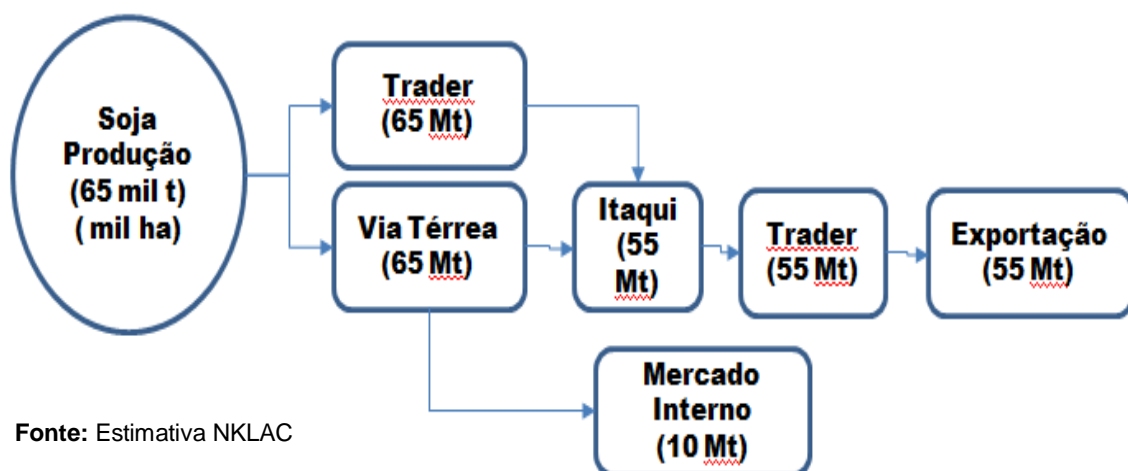 Soja
Produção
(65 mil t)
( mil ha)
Trader
(65 Mt)
Via Térrea
(65 Mt)
Itaqui
(55
Mt)
Trader
(55 Mt)
Exportação
(55 Mt)
Mercado
Interno
(10 Mt)
Fonte: Estimativa NKLAC